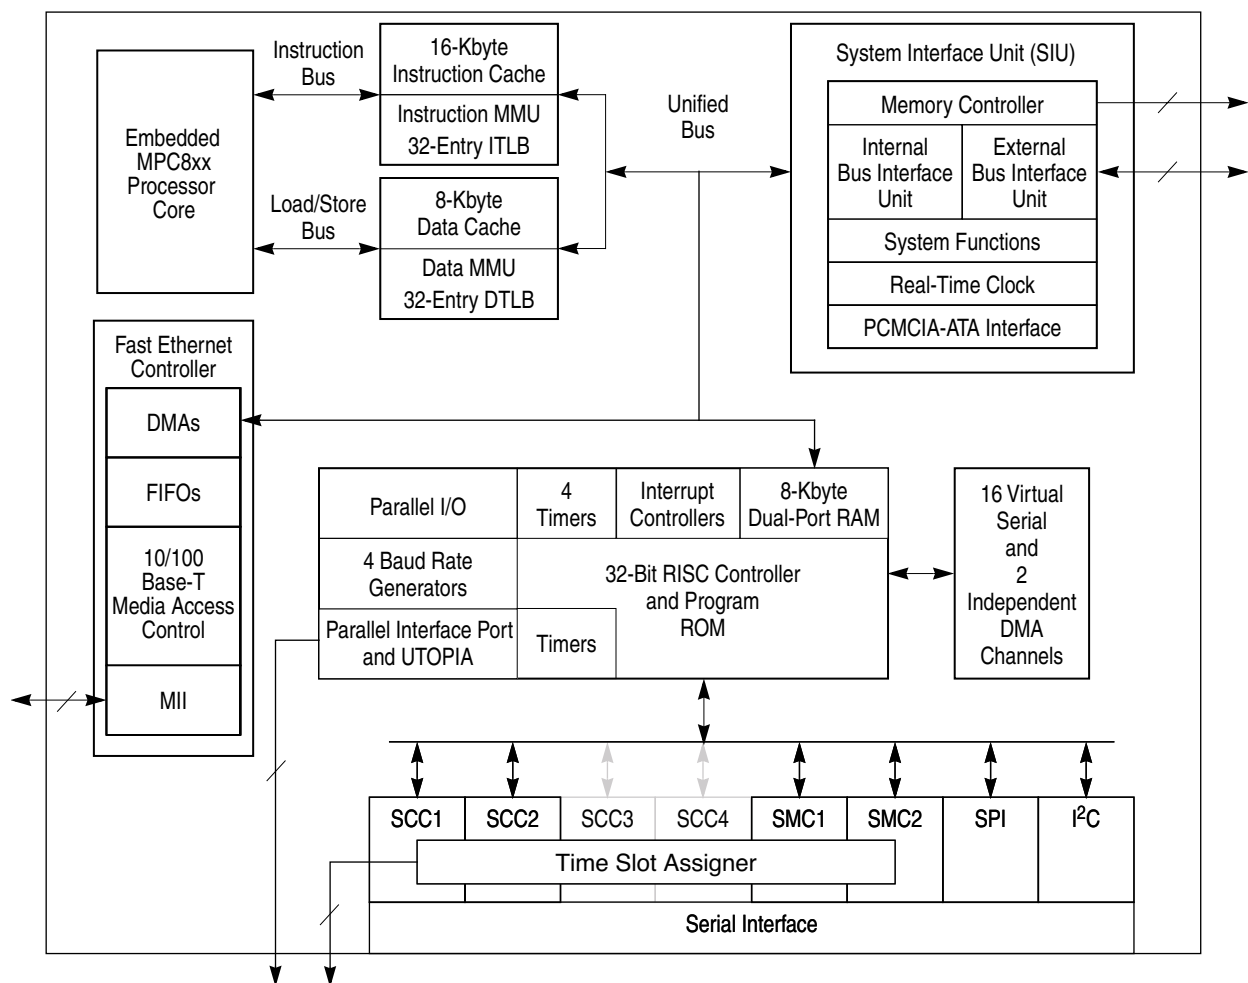 Instruction
Bus
16-Kbyte
Instruction Cache
Instruction MMU
32-Entry ITLB
Embedded
MPC8xx
Processor
Core
Load/Store
Bus
8-Kbyte
Data Cache
Data MMU
32-Entry DTLB
Unified
Bus
System Interface Unit (SIU)
Memory Controller
Internal
Bus Interface
Unit
External
Bus Interface
Unit
System Functions
Real-Time Clock
PCMCIA-ATA Interface
Fast Ethernet
Controller
DMAs
FIFOs
10/100
Base-T
Media Access
Control
MII
Parallel I/O
4
Timers
Interrupt
Controllers
8-Kbyte
Dual-Port RAM
4 Baud Rate
Generators
32-Bit RISC Controller
and Program
ROM
Parallel Interface Port
and UTOPIA
Timers
16 Virtual
Serial
and
2
Independent
DMA
Channels
SCC1
SCC2
SCC3
SCC4
SMC1
SMC2
SPI
I²C
Time Slot Assigner
Serial Interface